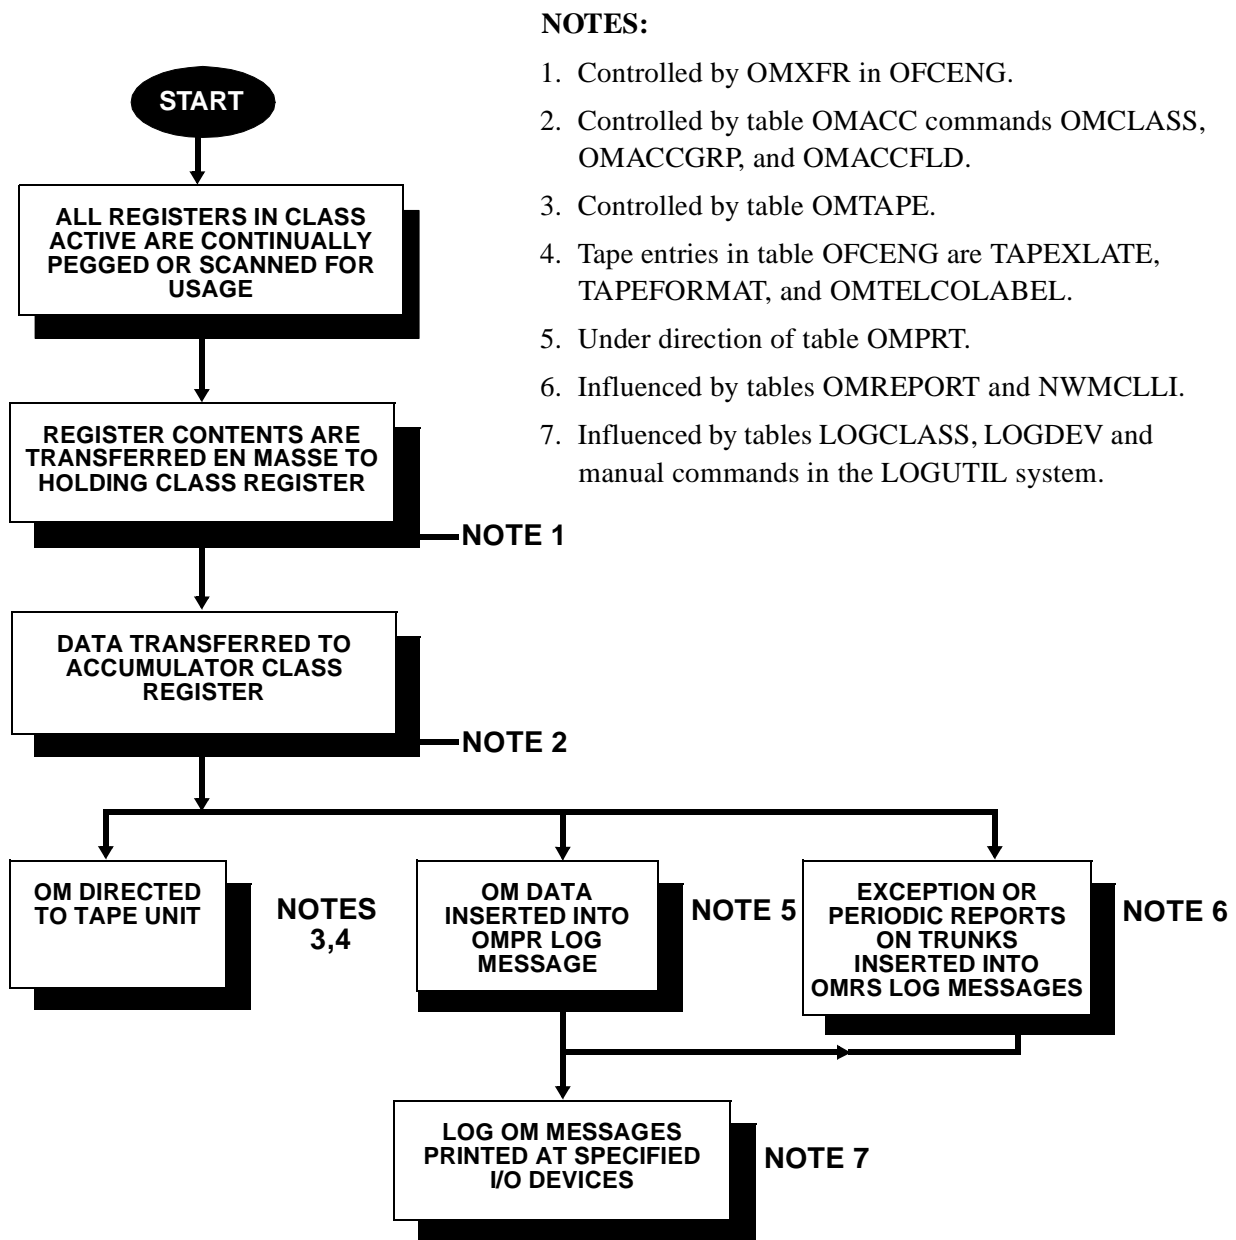 NOTES:
1. Controlled by OMXFR in OFCENG.
2. Controlled by table OMACC commands OMCLASS,
OMACCGRP, and OMACCFLD.
3. Controlled by table OMTAPE.
4. Tape entries in table OFCENG are TAPEXLATE,
TAPEFORMAT, and OMTELCOLABEL.
5. Under direction of table OMPRT.
6. Influenced by tables OMREPORT and NWMCLLI.
7. Influenced by tables LOGCLASS, LOGDEV and
manual commands in the LOGUTIL system.
START
ALL REGISTERS IN CLASS
ACTIVE ARE CONTINUALLY
PEGGED OR SCANNED FOR
USAGE
REGISTER CONTENTS ARE
TRANSFERRED EN MASSE TO
HOLDING CLASS REGISTER
NOTE 1
DATA TRANSFERRED TO
ACCUMULATOR CLASS
REGISTER
NOTE 2
OM DIRECTED
TO TAPE UNIT
NOTES
3,4
OM DATA
INSERTED INTO
OMPR LOG
MESSAGE
NOTE 5
EXCEPTION OR
PERIODIC REPORTS
ON TRUNKS
INSERTED INTO
OMRS LOG MESSAGES
NOTE 6
LOG OM MESSAGES
PRINTED AT SPECIFIED
I/O DEVICES
NOTE 7